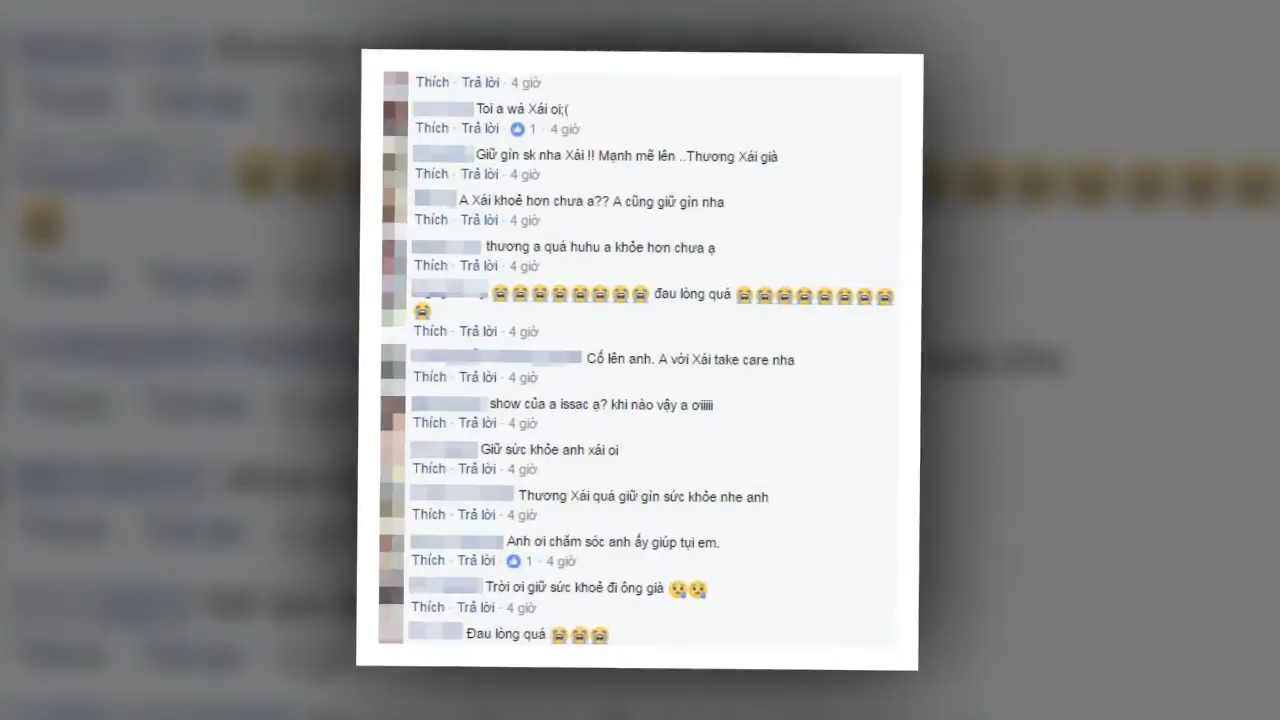 Thích · Trả lời · 4 giờ
Toi a wá Xái oi;(
Thích · Trả lời · 1 · 4 giờ
Giữ gìn sk nha Xái !! Mạnh mẽ lên ..Thương Xái già
Thích · Trả lời · 4 giờ
A Xái khoẻ hơn chưa a?? A cũng giữ gìn nha
Thích · Trả lời · 4 giờ
thương a quá huhu a khỏe hơn chưa ạ
Thích · Trả lời · 4 giờ
😭😭😭😭😭😭😭😭 đau lòng quá 😭😭😭😭😭😭😭😭
😭
Thích · Trả lời · 4 giờ
Cố lên anh. A với Xái take care nha
Thích · Trả lời · 4 giờ
show của a issac ạ? khi nào vậy a ơiiiii
Thích · Trả lời · 4 giờ
Giữ sức khỏe anh xái oi
Thích · Trả lời · 4 giờ
Thương Xái quá giữ gìn sức khỏe nhe anh
Thích · Trả lời · 4 giờ
Anh ơi chăm sóc anh ấy giúp tụi em.
Thích · Trả lời · 1 · 4 giờ
Trời ơi giữ sức khoẻ đi ông già 😢😢
Thích · Trả lời · 4 giờ
Đau lòng quá 😭😭😭